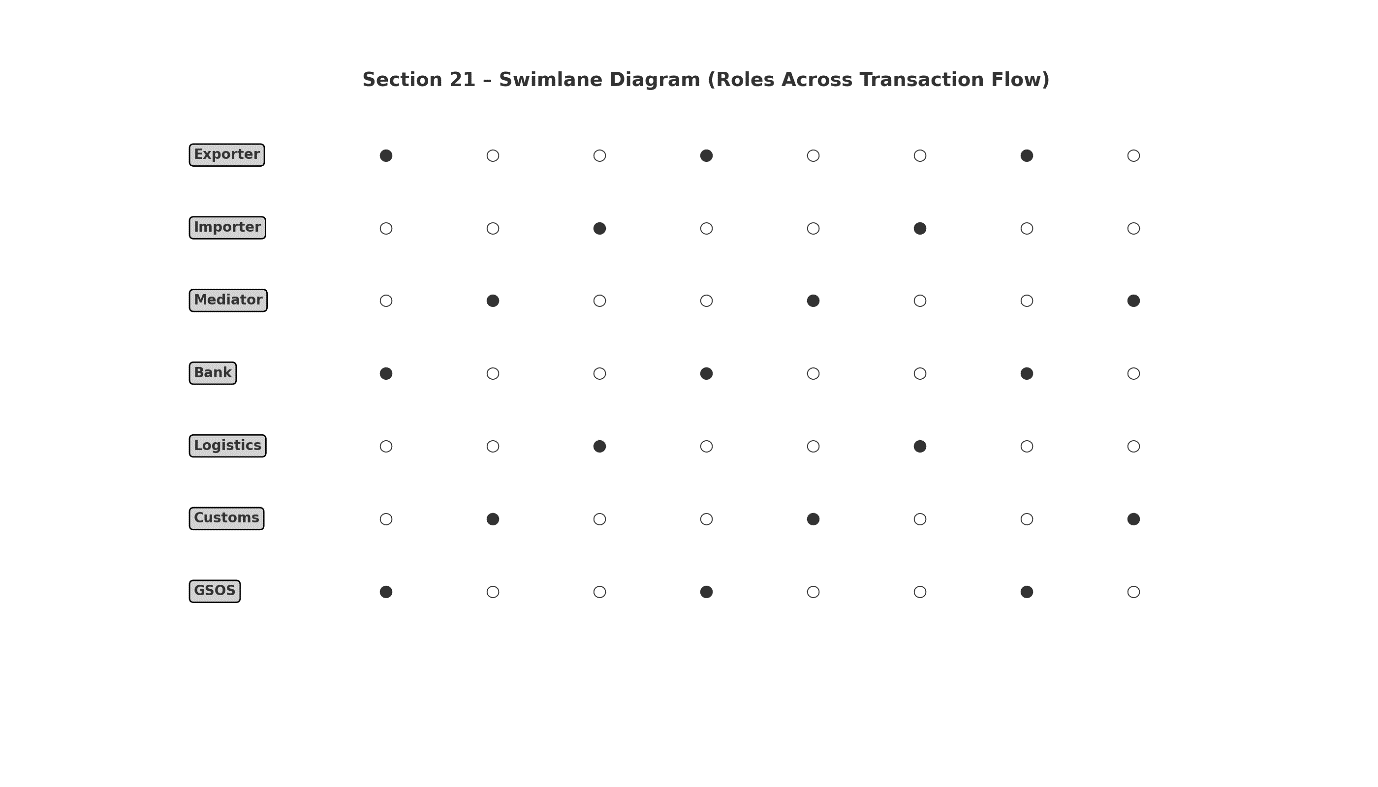 Section 21 – Swimlane Diagram (Roles Across Transaction Flow)
Exporter
Importer
Mediator
Bank
Logistics
Customs
GSOS